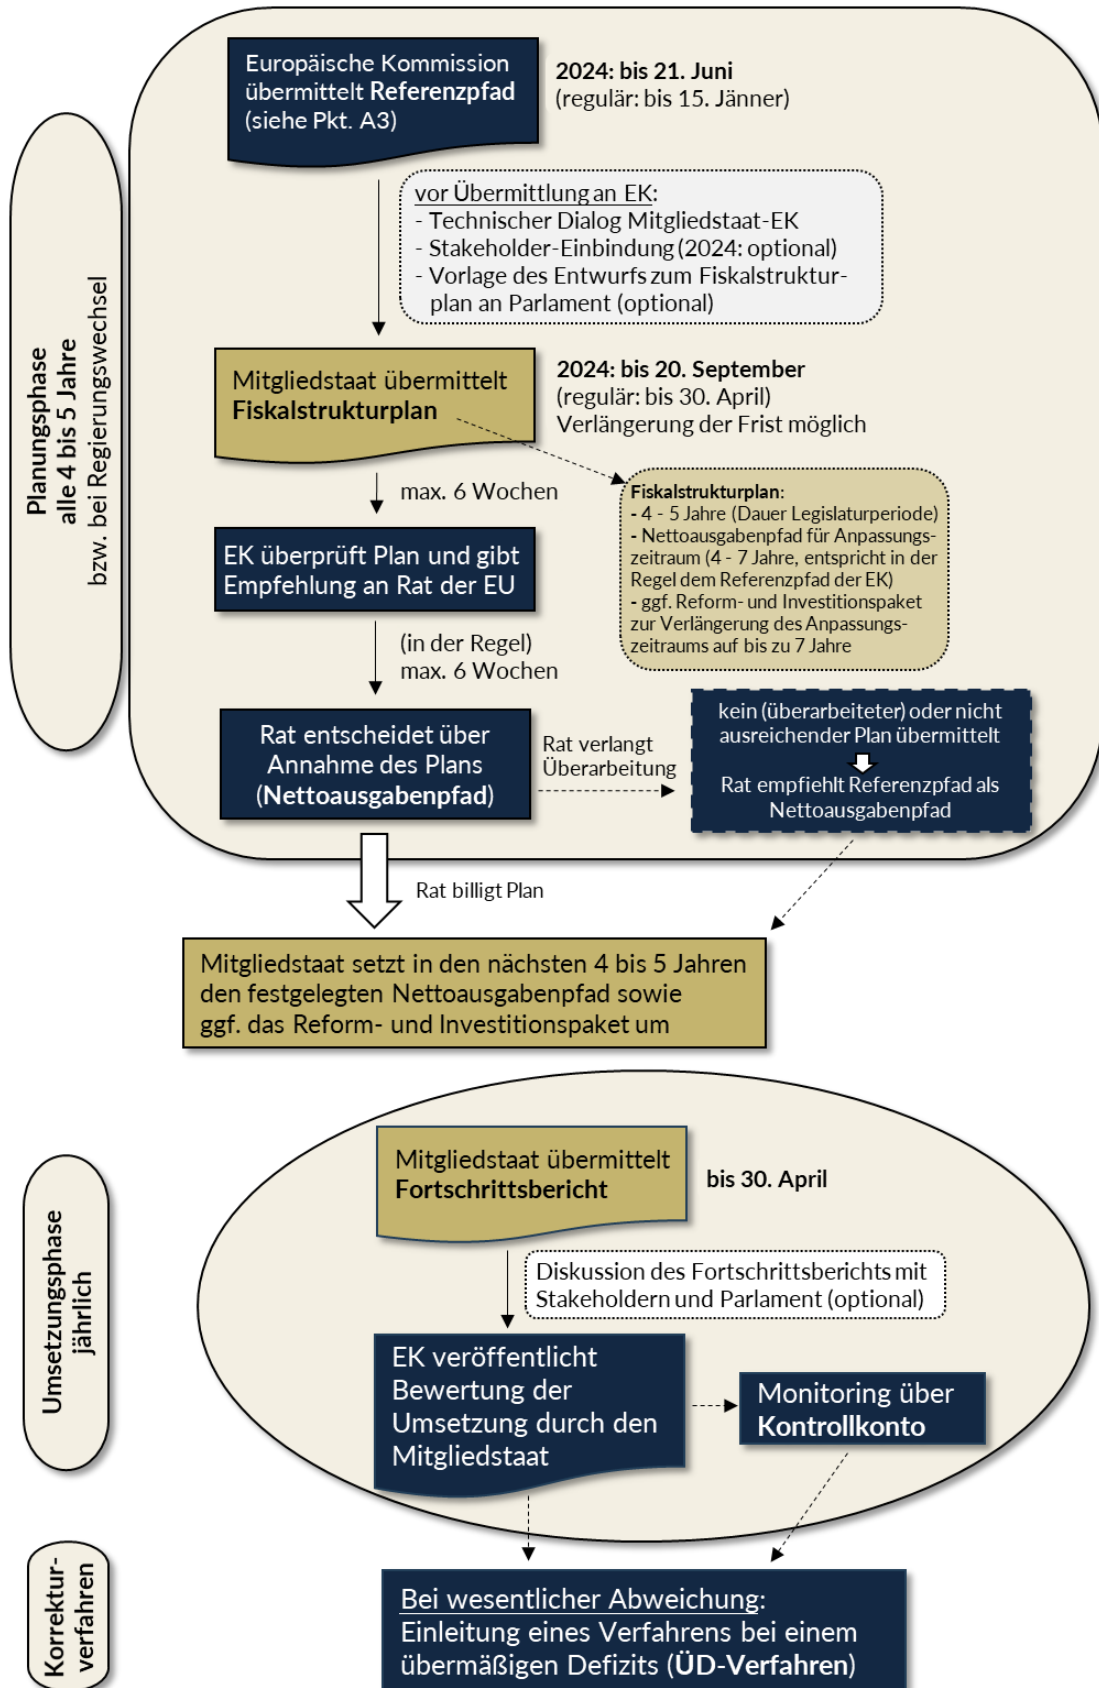 Europäische Kommission
übermittelt Referenzpfad
(siehe Pkt. A3)
2024: bis 21. Juni
(regulär: bis 15. Jänner)
vor Übermittlung an EK:
- Technischer Dialog Mitgliedstaat-EK
- Stakeholder-Einbindung (2024: optional)
- Vorlage des Entwurfs zum Fiskalstruktur-
plan an Parlament (optional)
Planungsphase
alle 4 bis 5 Jahre
bzw. bei Regierungswechsel
Mitgliedstaat übermittelt
Fiskalstrukturplan
2024: bis 20. September
(regulär: bis 30. April)
Verlängerung der Frist möglich
max. 6 Wochen
Fiskalstrukturplan:
- 4 - 5 Jahre (Dauer Legislaturperiode)
- Nettoausgabenpfad für Anpassungs-
zeitraum (4 - 7 Jahre, entspricht in der
Regel dem Referenzpfad der EK)
- ggf. Reform- und Investitionspaket
zur Verlängerung des Anpassungs-
zeitraums auf bis zu 7 Jahre
EK überprüft Plan und gibt
Empfehlung an Rat der EU
(in der Regel)
max. 6 Wochen
Rat entscheidet über
Annahme des Plans
(Nettoausgabenpfad)
Rat verlangt
Überarbeitung
kein (überarbeiteter) oder nicht
ausreichender Plan übermittelt
Rat empfiehlt Referenzpfad als
Nettoausgabenpfad
Rat billigt Plan
Mitgliedstaat setzt in den nächsten 4 bis 5 Jahren
den festgelegten Nettoausgabenpfad sowie
ggf. das Reform- und Investitionspaket um
Umsetzungsphase
jährlich
Mitgliedstaat übermittelt
Fortschrittsbericht
bis 30. April
Diskussion des Fortschrittsberichts mit
Stakeholdern und Parlament (optional)
EK veröffentlicht
Bewertung der
Umsetzung durch den
Mitgliedstaat
Monitoring über
Kontrollkonto
Korrektur-
verfahren
Bei wesentlicher Abweichung:
Einleitung eines Verfahrens bei einem
übermäßigen Defizits (ÜD-Verfahren)